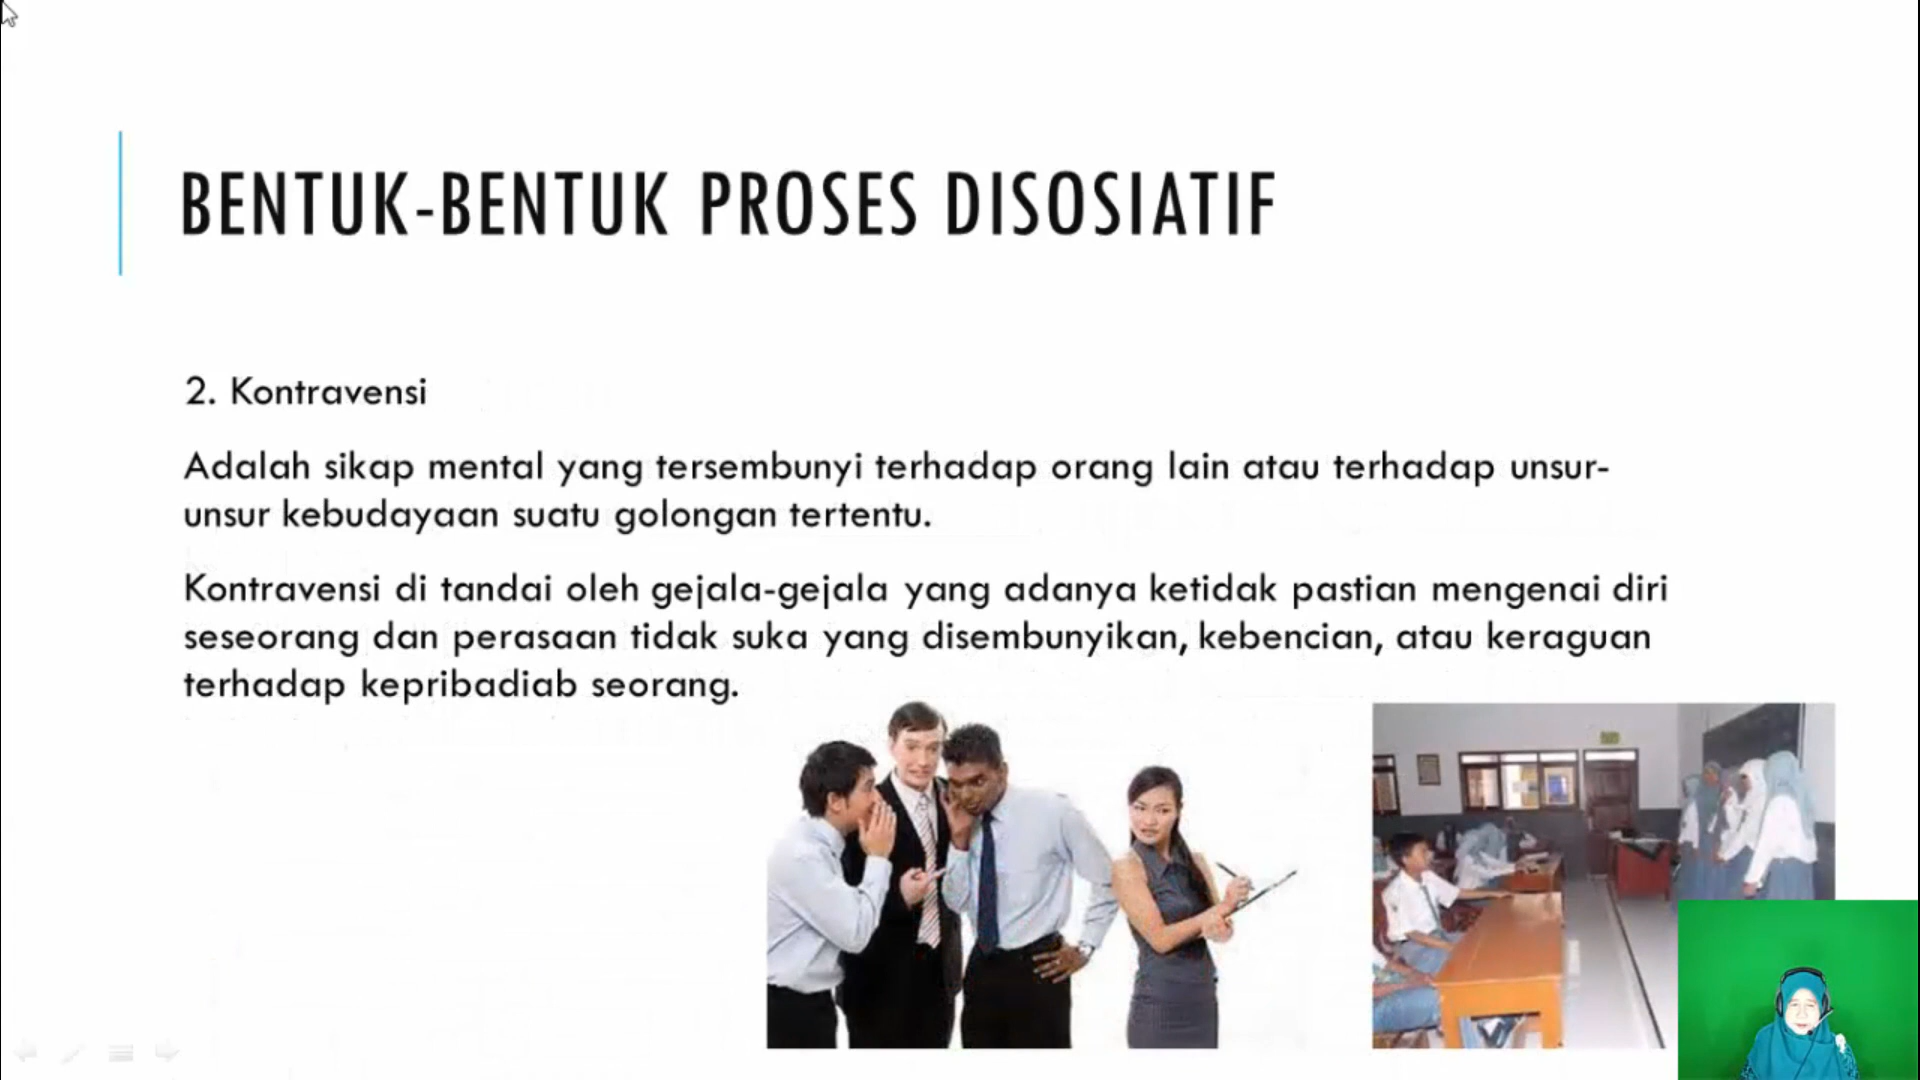 BENTUK-BENTUK PROSES DISOSIATIF
2. Kontravensi
Adalah sikap mental yang tersembunyi terhadap orang lain atau terhadap unsur-
unsur kebudayaan suatu golongan tertentu.
Kontravensi di tandai oleh gejala-gejala yang adanya ketidak pastian mengenai diri
seseorang dan perasaan tidak suka yang disembunyikan, kebencian, atau keraguan
terhadap kepribadiab seorang.